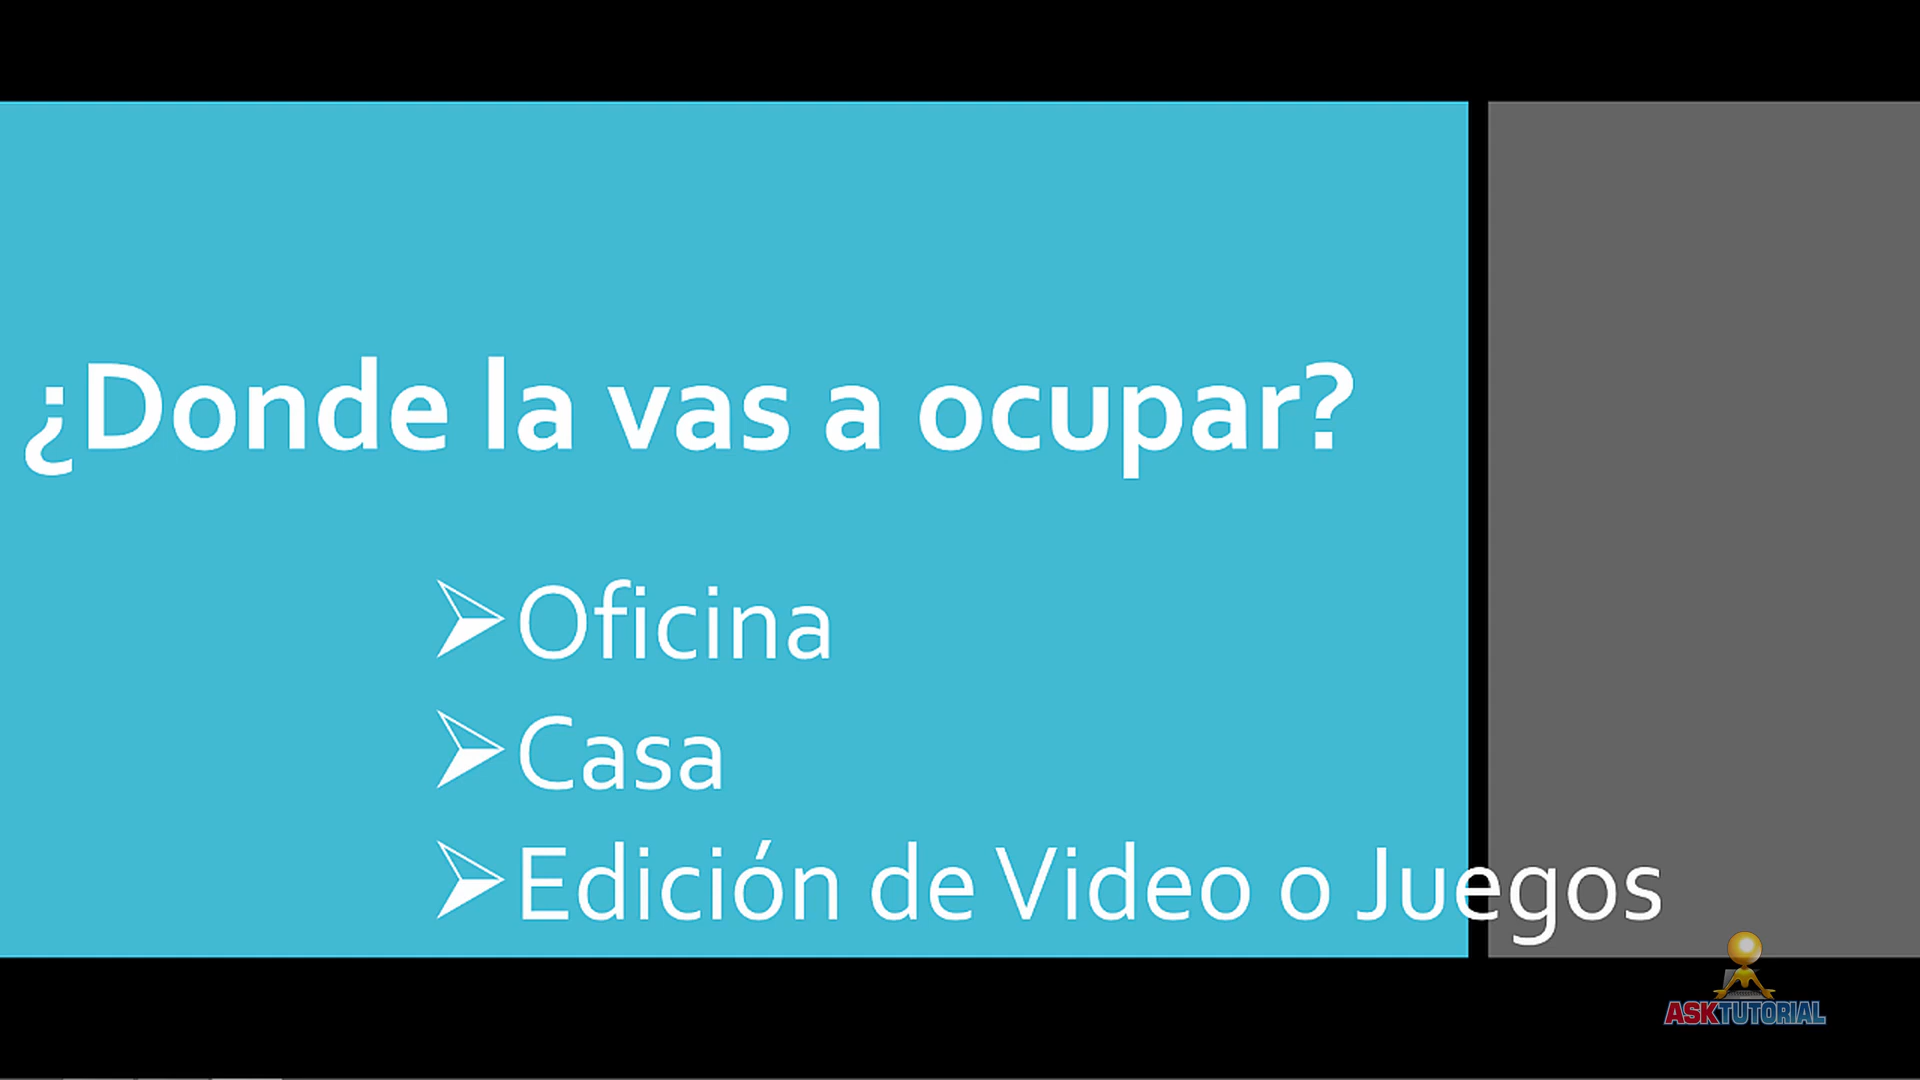 ¿Donde la vas a ocupar?
➢Oficina
➢Casa
➢Edición de Video o Juegos
ASKTUTORIAL